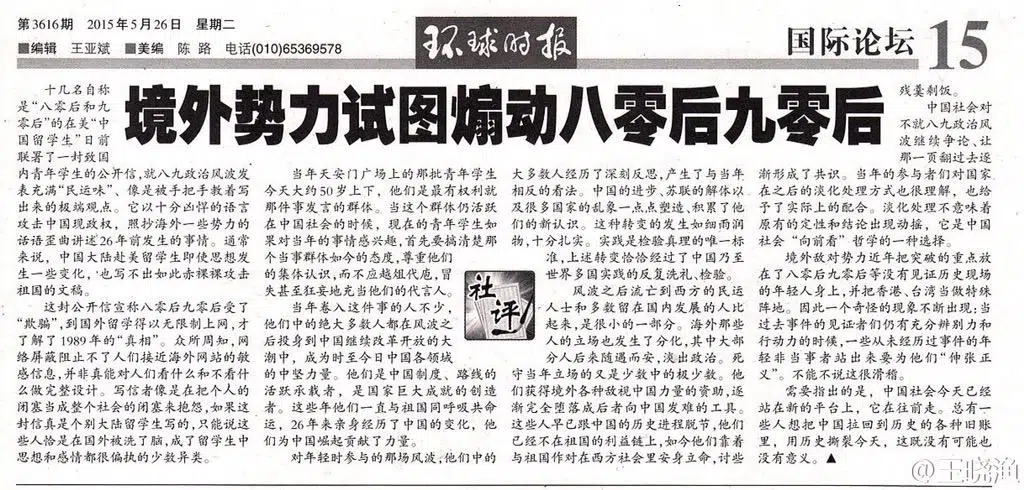 第3616期 2015年5月26日 星期二
■编辑 王亚斌 ■美编 陈 路 电话(010)65369578
环球时报
国际论坛 15
境外势力试图煽动八零后九零后
十几名自称
是“八零后和九
零后”的在美“中
国留学生”日前
联署了一封致国
内青年学生的公开信,就八九政治风波发
表充满“民运味”、像是被手把手教着写
出来的极端观点。它以十分凶悍的语言
攻击中国现政权,照抄海外一些势力的
话语歪曲讲述26年前发生的事情。通常
来说,中国大陆赴美留学生即使思想发
生一些变化,也写不出如此赤裸裸攻击
祖国的文稿。
这封公开信宣称八零后九零后受了
“欺骗”,到国外留学得以无限制上网,才
了解了1989年的“真相”。众所周知,网
络屏蔽阻止不了人们接近海外网站的敏
感信息,并非真能对人们看什么和不看什
么做完整设计。写信者像是在把个人的
闭塞当成整个社会的闭塞来抱怨,如果这
封信真是个别大陆留学生写的,只能说这
些人恰是在国外被洗了脑,成了留学生中
思想和感情都很偏执的少数异类。
当年天安门广场上的那批青年学生
今天大约50岁上下,他们是最有权利就
那件事发言的群体。当这个群体仍活跃
在中国社会的时候,现在的青年学生如
果对当年的事情感兴趣,首先要搞清楚那
个当事群体如今的态度,尊重他们
的集体认识,而不应越俎代庖,冒
失甚至狂妄地充当他们的代言人。
当年卷入这件事的人不少,
他们中的绝大多数人都在风波之
后投身到中国继续改革开放的大
潮中,成为时至今日中国各领域
的中坚力量。他们是中国制度、路线的
活跃承载者,是国家巨大成就的创造
者。这些年他们一直与祖国同呼吸共命
运,26年来亲身经历了中国的变化,他
们为中国崛起贡献了力量。
对年轻时参与的那场风波,他们中的
社评
大多数人经历了深刻反思,产生了与当年
相反的看法。中国的进步、苏联的解体以
及很多国家的乱象一点点塑造、积累了他
们的新认识。这种转变的发生如细雨润
物,十分扎实。实践是检验真理的唯一标
准,上述转变恰恰经过了中国乃至
世界多国实践的反复洗礼、检验。
风波之后流亡到西方的民运
人士和多数留在国内发展的人比
起来,是很小的一部分。海外那些
人的立场也发生了分化,其中大部
分人后来随遇而安,淡出政治。死
守当年立场的又是少数中的极少数。他
们获得境外各种敌视中国力量的资助,逐
渐完全堕落成后者向中国发难的工具。
这些人早已跟中国的历史进程脱节,他们
已经不在祖国的利益链上,如今他们靠着
与祖国作对在西方社会里安身立命,讨些
残羹剩饭。
中国社会对
不就八九政治风
波继续争论、让
那一页翻过去逐
渐形成了共识。当年的参与者们对国家
在之后的淡化处理方式也很理解,也给
予了实际上的配合。淡化处理不意味着
原有的定性和结论出现动摇,它是中国
社会“向前看”哲学的一种选择。
境外敌对势力近年把突破的重点放
在了八零后九零后等没有见证历史现场
的年轻人身上,并把香港、台湾当做特殊
阵地。因此一个奇怪的现象不断出现:当
过去事件的见证者们仍有充分辨别力和
行动力的时候,一些从未经历过事件的年
轻非当事者站出来要为他们“伸张正
义”。不能不说这很滑稽。
需要指出的是,中国社会今天已经
站在新的平台上,它在往前走。总有一
些人想把中国拉回到历史的各种旧账
里,用历史撕裂今天,这既没有可能也
没有意义。▲
@王晓渔